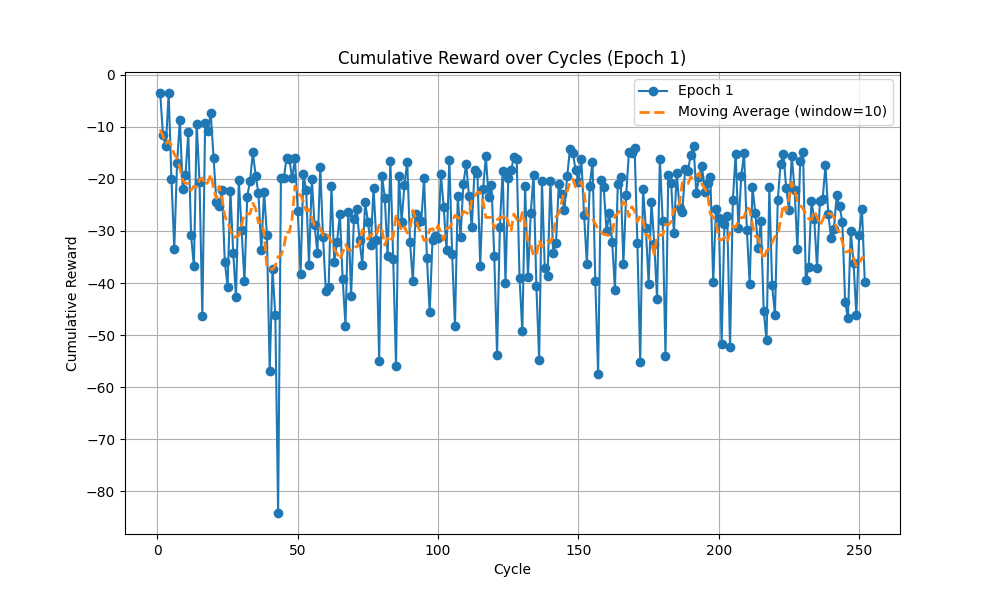 Cumulative Reward over Cycles (Epoch 1)
Epoch 1
Moving Average (window=10)
Cumulative Reward
0
−10
−20
−30
−40
−50
−60
−70
−80
0 50 100 150 200 250
Cycle